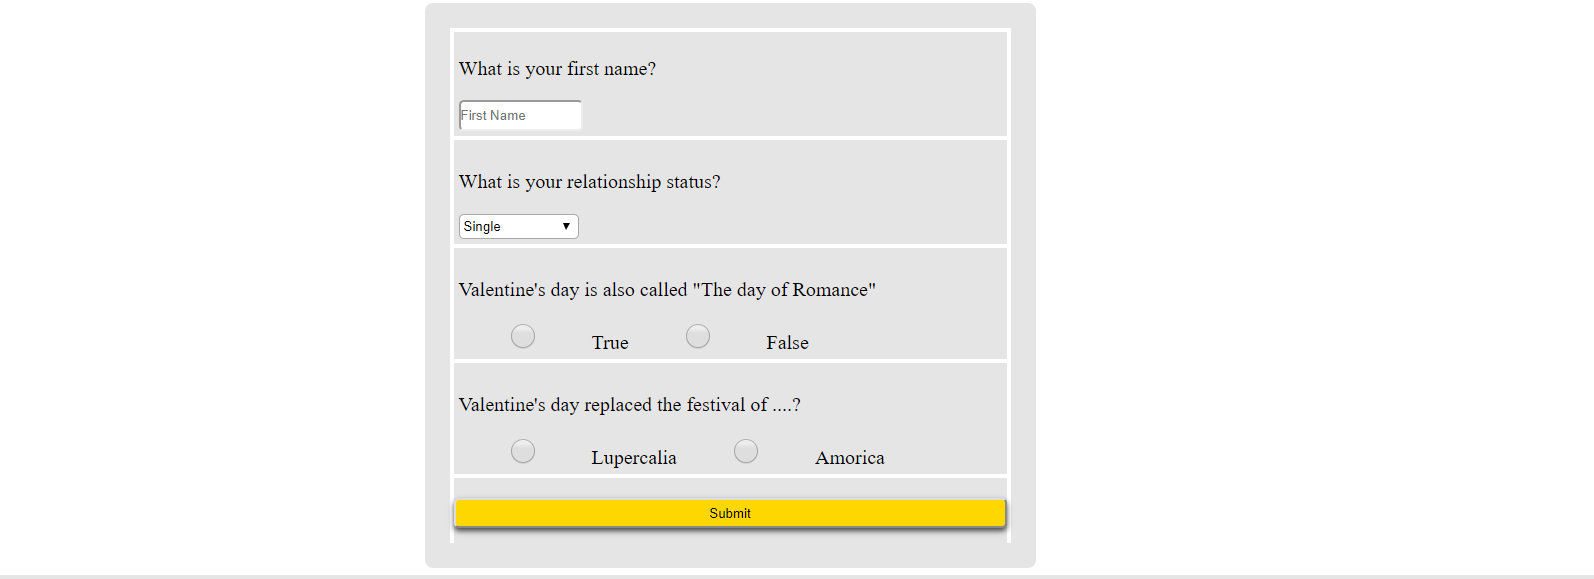 What is your first name?
First Name
What is your relationship status?
Single
Valentine's day is also called "The day of Romance"
True False
Valentine's day replaced the festival of ....?
Lupercalia Amorica
Submit